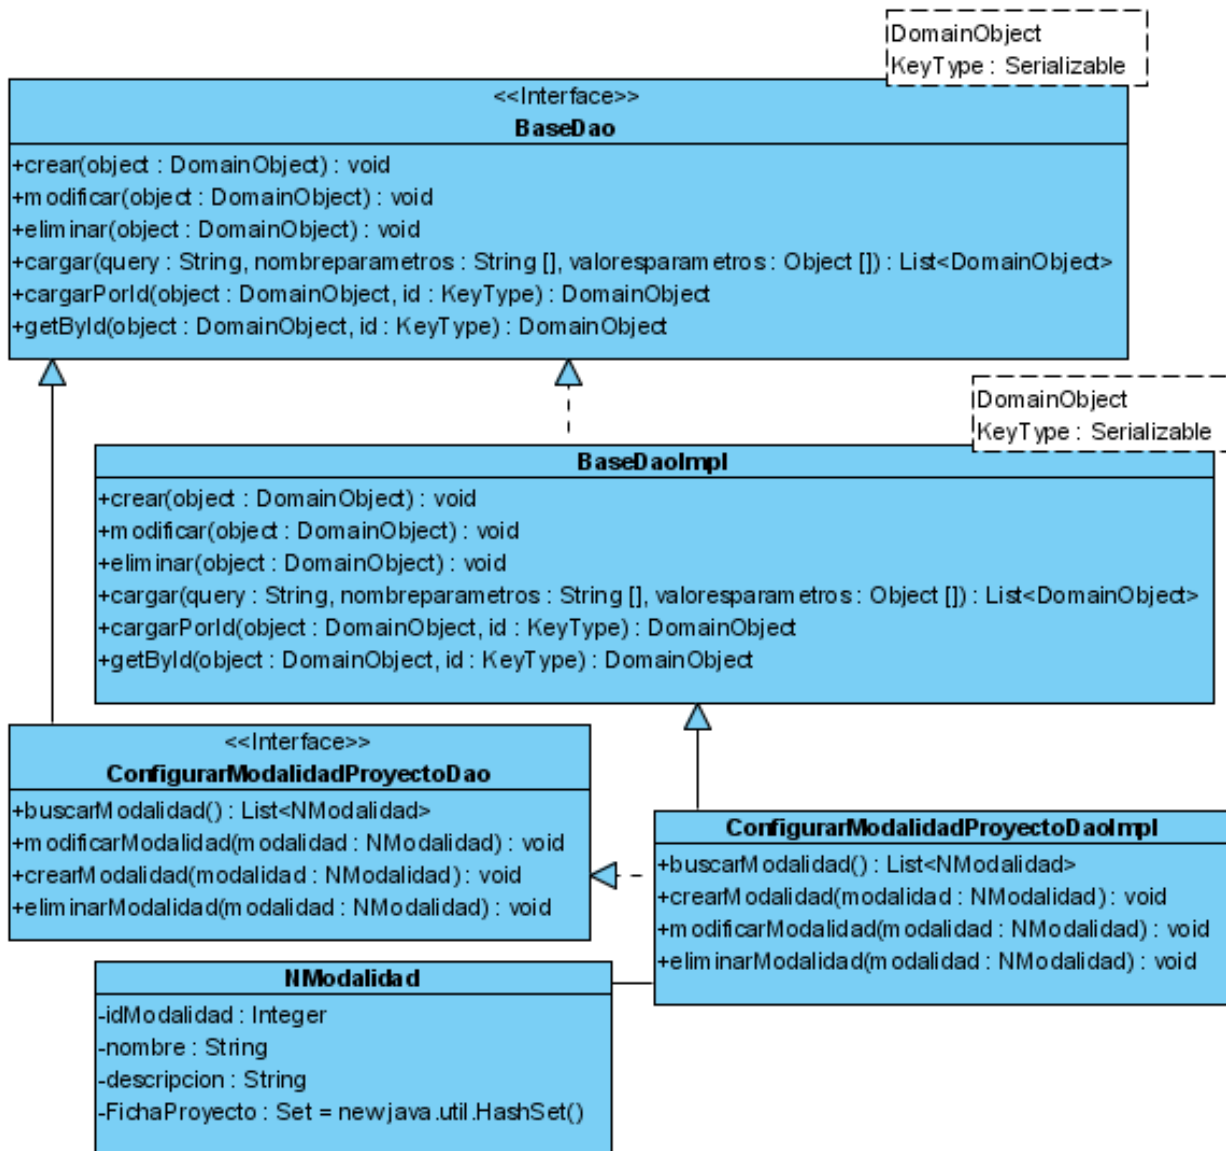 DomainObject
KeyType : Serializable
<<Interface>>
BaseDao
+crear(object : DomainObject) : void
+modificar(object : DomainObject) : void
+eliminar(object : DomainObject) : void
+cargar(query : String, nombreparametros : String [], valoresparametros : Object []) : List<DomainObject>
+cargarPorId(object : DomainObject, id : KeyType) : DomainObject
+getById(object : DomainObject, id : KeyType) : DomainObject
DomainObject
KeyType : Serializable
BaseDaoImpl
+crear(object : DomainObject) : void
+modificar(object : DomainObject) : void
+eliminar(object : DomainObject) : void
+cargar(query : String, nombreparametros : String [], valoresparametros : Object []) : List<DomainObject>
+cargarPorId(object : DomainObject, id : KeyType) : DomainObject
+getById(object : DomainObject, id : KeyType) : DomainObject
<<Interface>>
ConfigurarModalidadProyectoDao
+buscarModalidad() : List<NModalidad>
+modificarModalidad(modalidad : NModalidad) : void
+crearModalidad(modalidad : NModalidad) : void
+eliminarModalidad(modalidad : NModalidad) : void
ConfigurarModalidadProyectoDaoImpl
+buscarModalidad() : List<NModalidad>
+crearModalidad(modalidad : NModalidad) : void
+modificarModalidad(modalidad : NModalidad) : void
+eliminarModalidad(modalidad : NModalidad) : void
NModalidad
-idModalidad : Integer
-nombre : String
-descripcion : String
-FichaProyecto : Set = new java.util.HashSet()